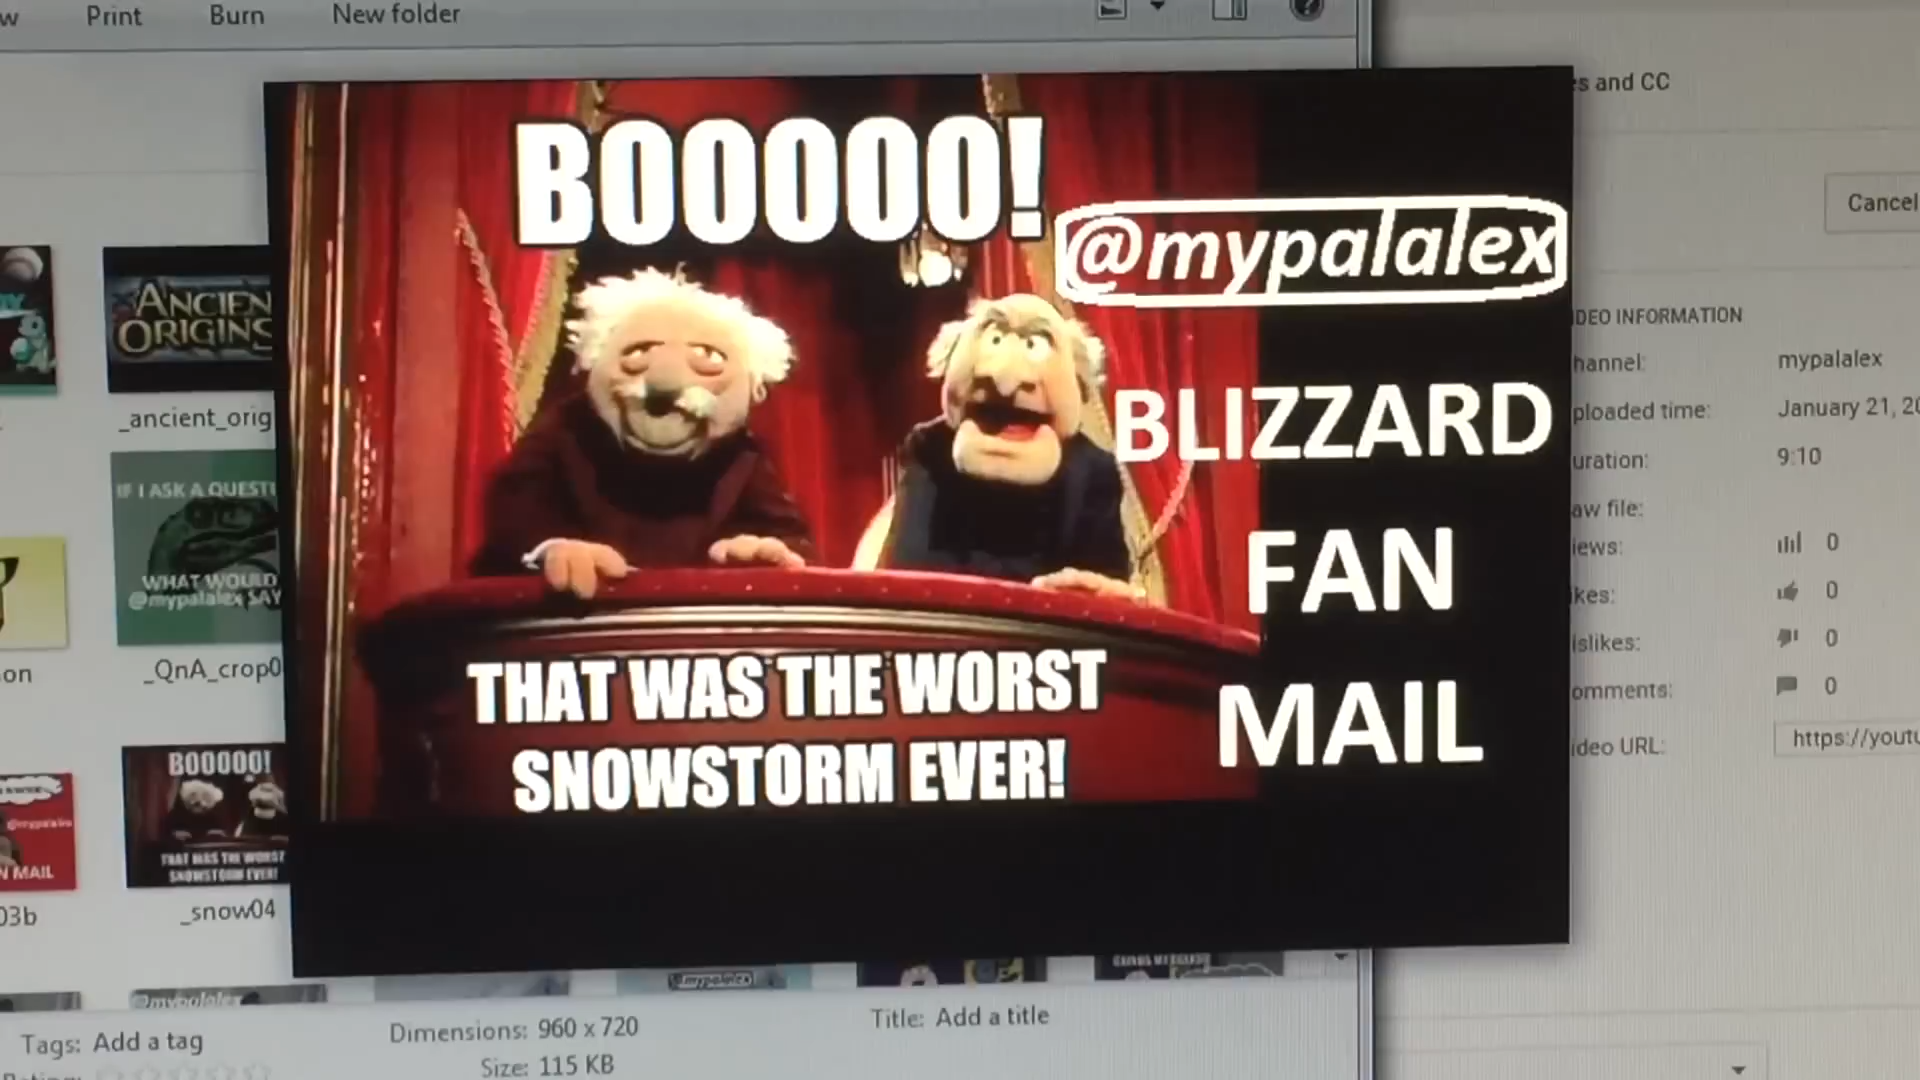 Print Burn New folder
es and CC
Cancel
BOOOOO!
@mypalalex
BLIZZARD
FAN
MAIL
THAT WAS THE WORST
SNOWSTORM EVER!
ANCIEN
ORIGINS
_ancient_orig
IF I ASK A QUESTI
WHAT WOULD
@mypalalex SAY
on
_QnA_crop0
BOOOOO!
THAT WAS THE WORST
SNOWSTORM EVER!
N MAIL
03b
_snow04
IDEO INFORMATION
hannel: mypalalex
ploaded time: January 21, 20
uration: 9:10
aw file:
iews: 0
ikes: 0
islikes: 0
omments: 0
ideo URL: https://youtu
@mypalalex
@mypalalex
Tags: Add a tag
Dimensions: 960 x 720
Title: Add a title
Size: 115 KB